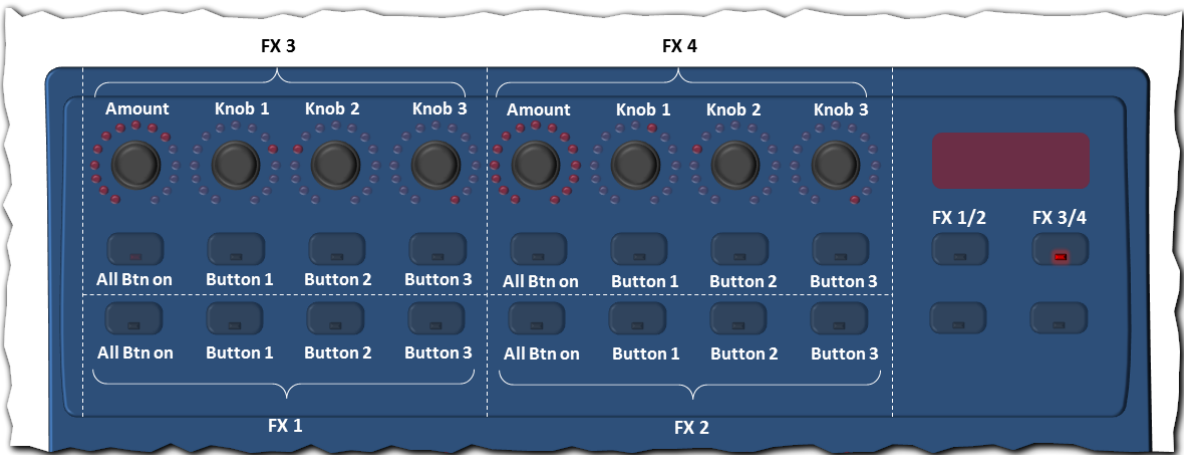 FX 3 FX 4
Amount Knob 1 Knob 2 Knob 3 Amount Knob 1 Knob 2 Knob 3
FX 1/2 FX 3/4
All Btn on Button 1 Button 2 Button 3 All Btn on Button 1 Button 2 Button 3
All Btn on Button 1 Button 2 Button 3 All Btn on Button 1 Button 2 Button 3
FX 1 FX 2